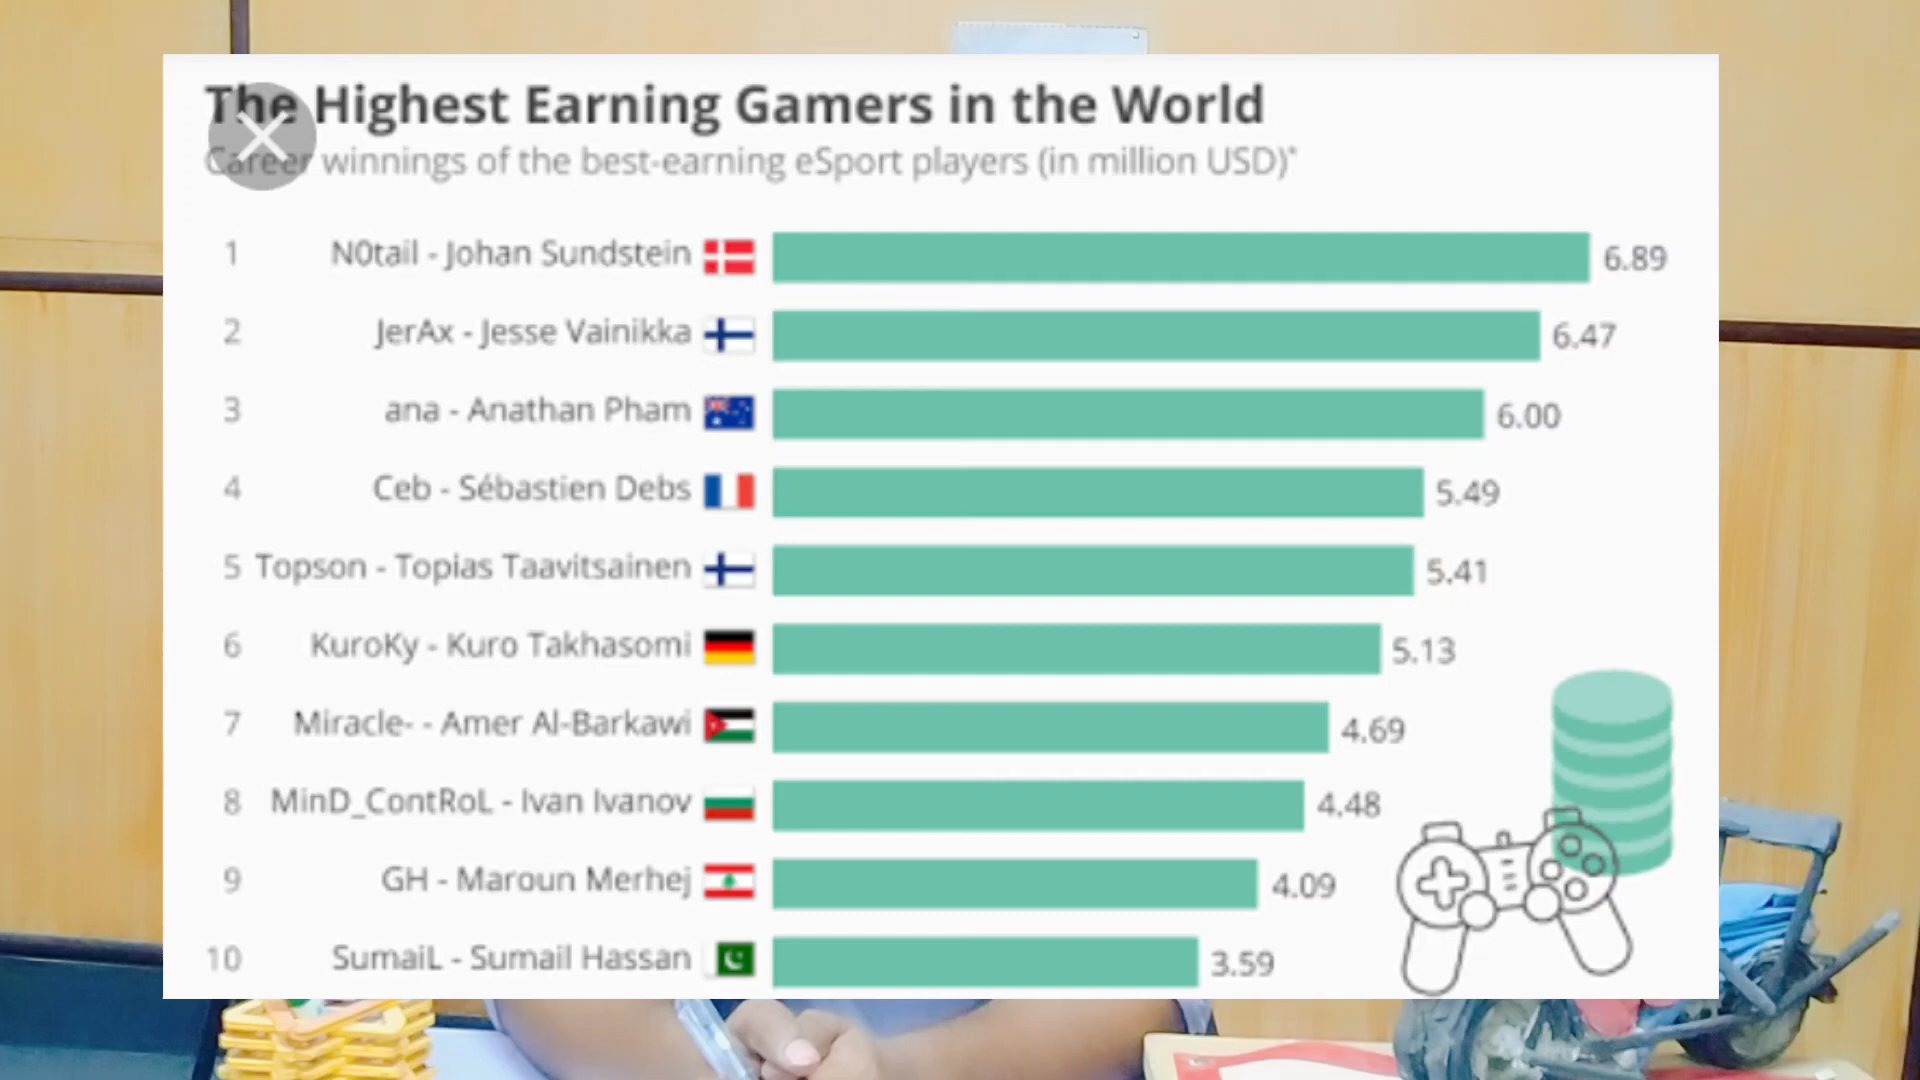 The Highest Earning Gamers in the World
Career winnings of the best-earning eSport players (in million USD)*
1 N0tail - Johan Sundstein 6.89
2 JerAx - Jesse Vainikka 6.47
3 ana - Anathan Pham 6.00
4 Ceb - Sébastien Debs 5.49
5 Topson - Topias Taavitsainen 5.41
6 KuroKy - Kuro Takhasomi 5.13
7 Miracle- - Amer Al-Barkawi 4.69
8 MinD_ContRoL - Ivan Ivanov 4.48
9 GH - Maroun Merhej 4.09
10 SumaiL - Sumail Hassan 3.59